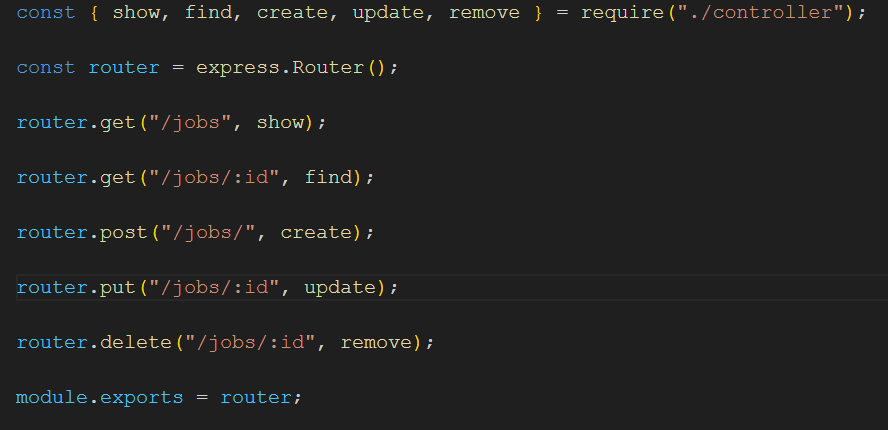 const { show, find, create, update, remove } = require("./controller");
const router = express.Router();
router.get("/jobs", show);
router.get("/jobs/:id", find);
router.post("/jobs/", create);
router.put("/jobs/:id", update);
router.delete("/jobs/:id", remove);
module.exports = router;